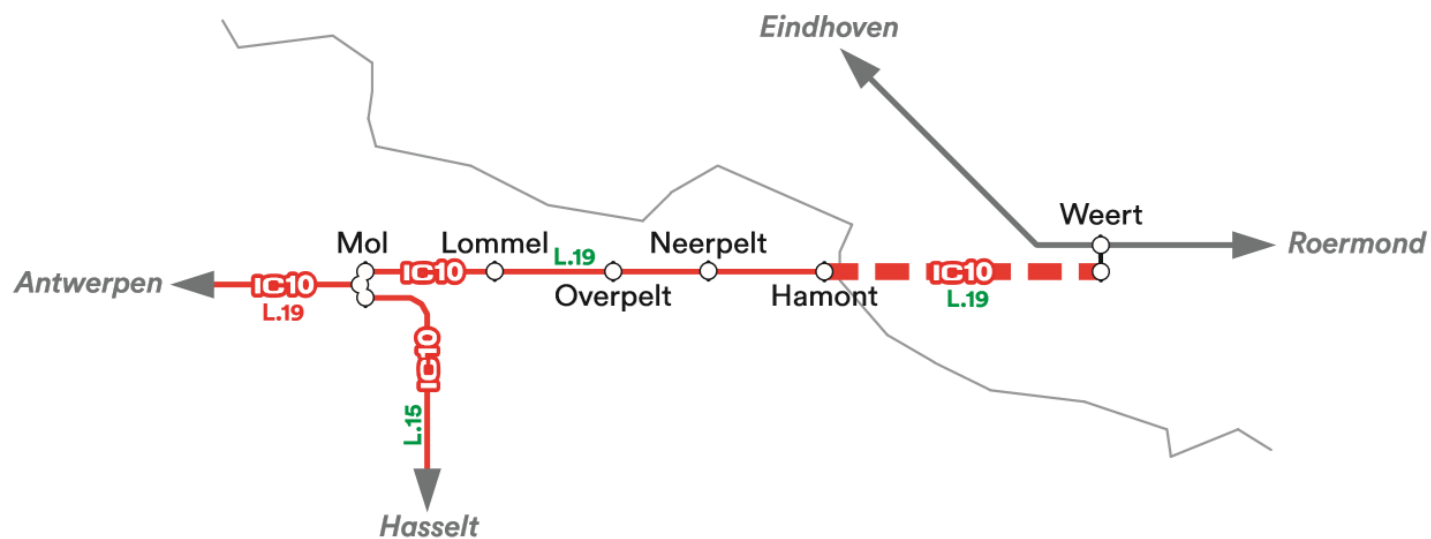 Eindhoven
Weert
Roermond
Mol
Lommel
L.19
Neerpelt
IC10
IC10
Antwerpen
IC10
Overpelt
Hamont
L.19
L.19
IC10
L.15
Hasselt